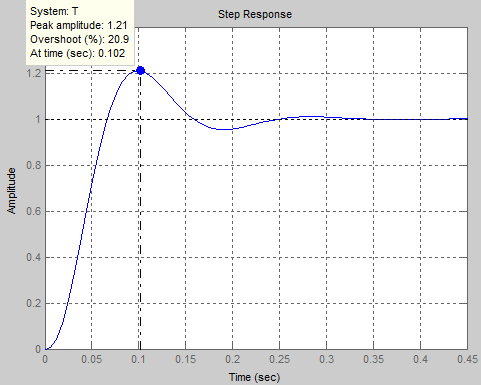 Step Response
System: T
Peak amplitude: 1.21
Overshoot (%): 20.9
At time (sec): 0.102
Amplitude
1.2
1
0.8
0.6
0.4
0.2
0
0 0.05 0.1 0.15 0.2 0.25 0.3 0.35 0.4 0.45
Time (sec)